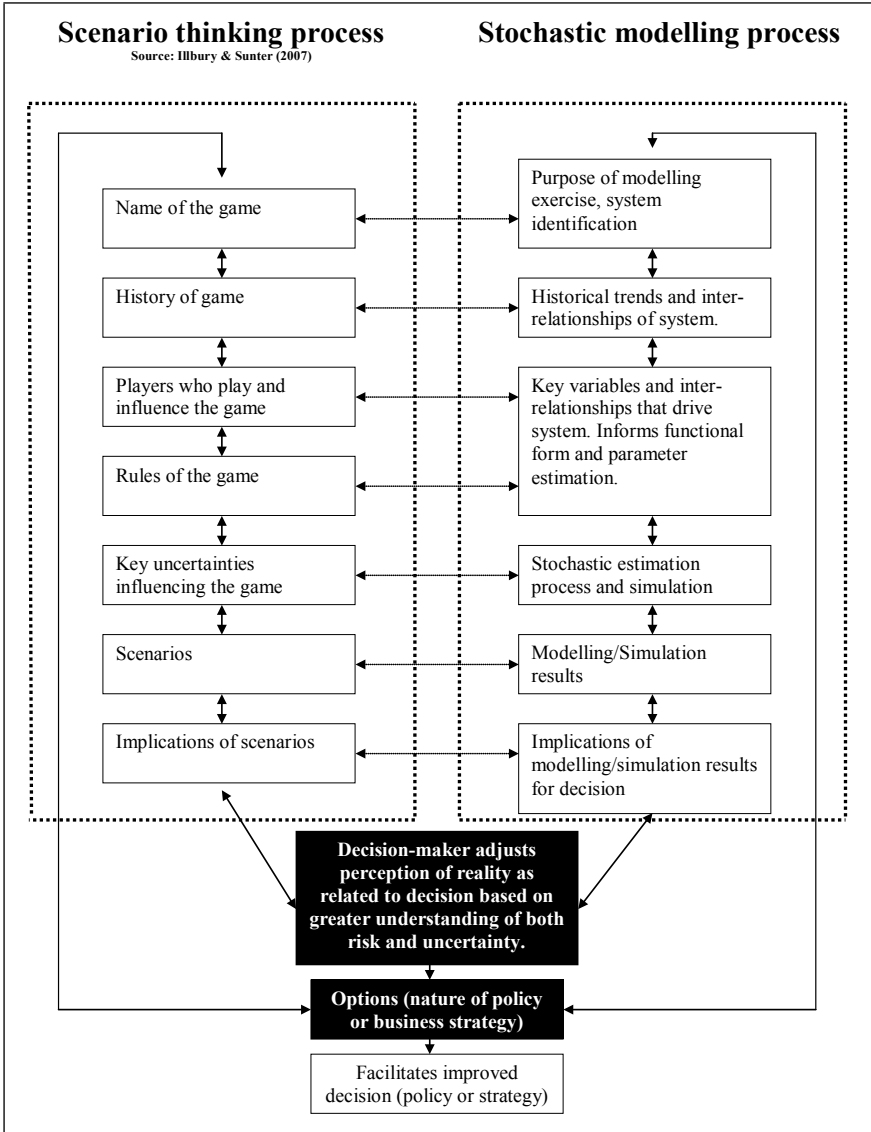 Scenario thinking process
Source: Illbury & Sunter (2007)
Stochastic modelling process
Name of the game
Purpose of modelling
exercise, system
identification
History of game
Historical trends and inter-
relationships of system.
Players who play and
influence the game
Key variables and inter-
relationships that drive
system. Informs functional
form and parameter
estimation.
Rules of the game
Key uncertainties
influencing the game
Stochastic estimation
process and simulation
Scenarios
Modelling/Simulation
results
Implications of scenarios
Implications of
modelling/simulation results
for decision
Decision-maker adjusts
perception of reality as
related to decision based on
greater understanding of both
risk and uncertainty.
Options (nature of policy
or business strategy)
Facilitates improved
decision (policy or strategy)